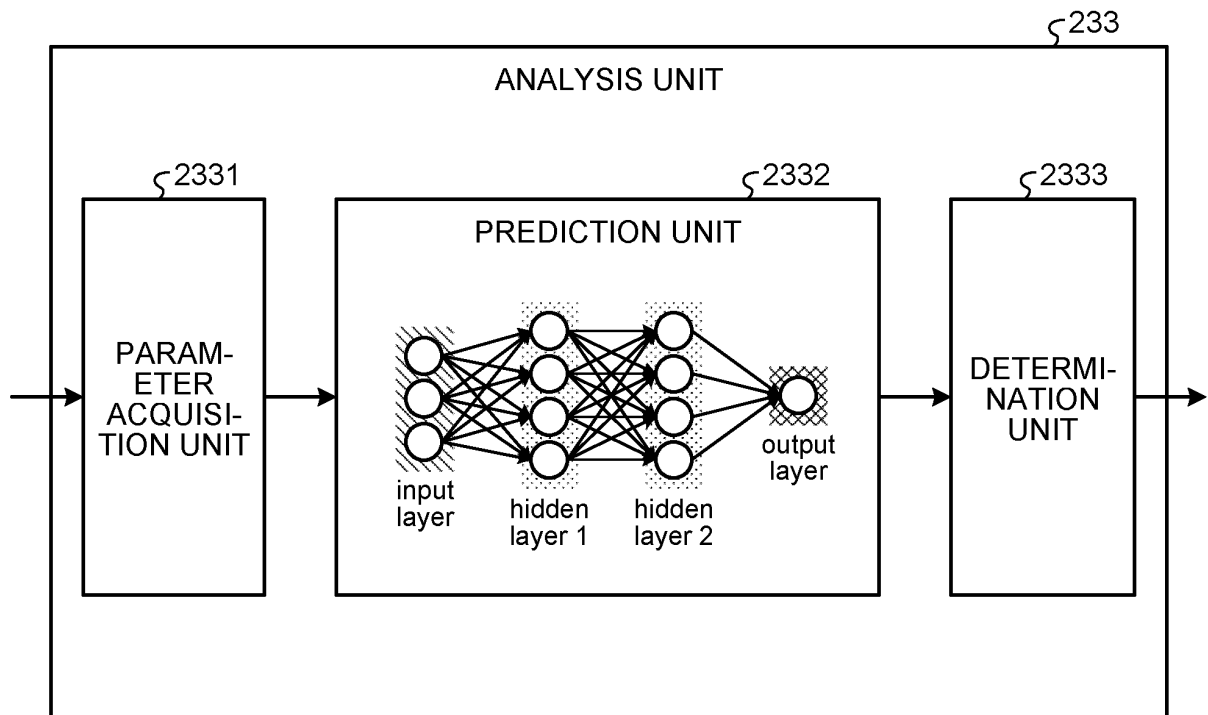 233
ANALYSIS UNIT
2331
2332
2333
PARAM-
ETER
ACQUISI-
TION UNIT
PREDICTION UNIT
input
layer
hidden
layer 1
hidden
layer 2
output
layer
DETERMI-
NATION
UNIT